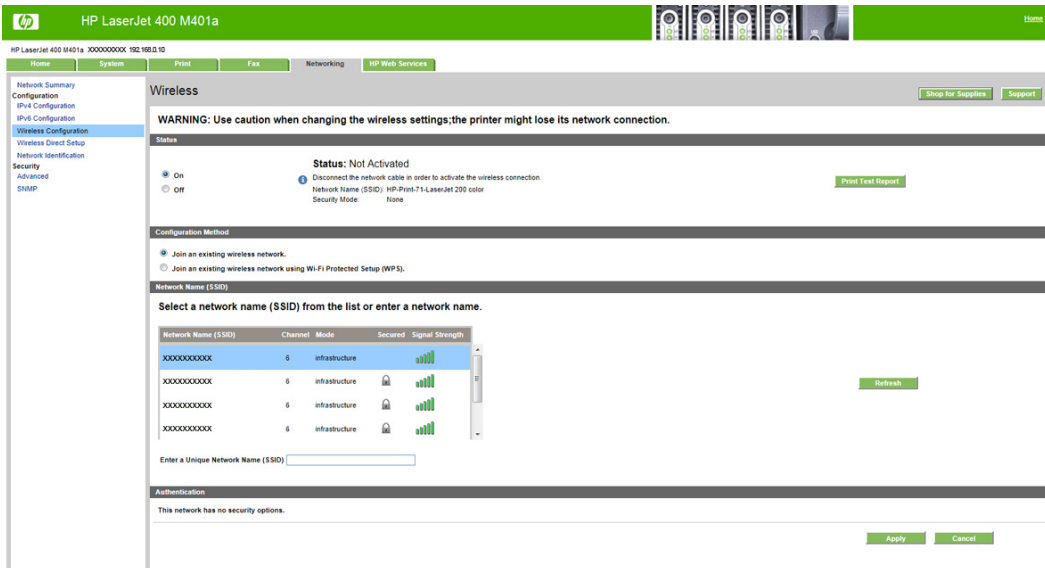 hp HP LaserJet 400 M401a Home
HP LaserJet 400 M401a XXXXXXXXXX 192.168.0.10
Home System Print Fax Networking HP Web Services
Network Summary
Configuration
IPv4 Configuration
IPv6 Configuration
Wireless Configuration
Wireless Direct Setup
Network Identification
Security
Advanced
SNMP
Wireless Shop for Supplies Support
WARNING: Use caution when changing the wireless settings;the printer might lose its network connection.
Status
On
Off
Status: Not Activated
Disconnect the network cable in order to activate the wireless connection.
Network Name (SSID): HP-Print-71-LaserJet 200 color
Security Mode: None
Print Test Report
Configuration Method
Join an existing wireless network.
Join an existing wireless network using Wi-Fi Protected Setup (WPS).
Network Name (SSID)
Select a network name (SSID) from the list or enter a network name.
Network Name (SSID) Channel Mode Secured Signal Strength
XXXXXXXXXX 6 infrastructure
XXXXXXXXXX 6 infrastructure
XXXXXXXXXX 6 infrastructure
XXXXXXXXXX 6 infrastructure
Refresh
Enter a Unique Network Name (SSID)
Authentication
This network has no security options.
Apply Cancel